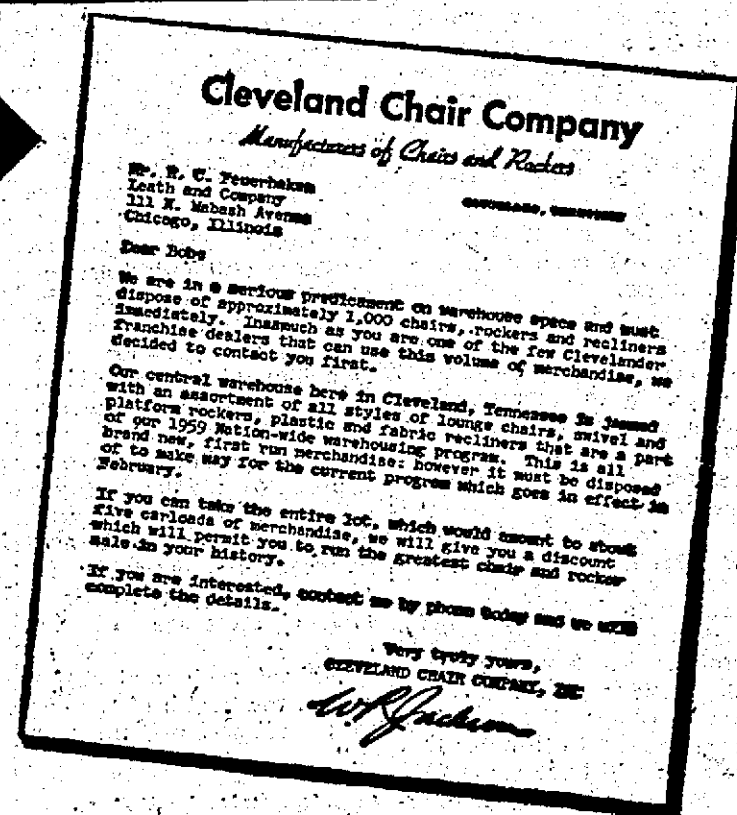 Cleveland Chair Company
Manufacturers of Chairs and Rockers
CLEVELAND, TENNESSEE
Mr. R. C. Feuerhaken
Leath and Company
111 N. Wabash Avenue
Chicago, Illinois
Dear Bob:
We are in a serious predicament on warehouse space and must
dispose of approximately 1,000 chairs, rockers and recliners
immediately. Inasmuch as you are one of the few Clevelander
franchise dealers that can use this volume of merchandise, we
decided to contact you first.
Our central warehouse here in Cleveland, Tennessee is jammed
with an assortment of all styles of lounge chairs, swivel and
platform rockers, plastic and fabric recliners that are a part
of our 1959 Nation-wide warehousing program. This is all
brand new, first run merchandise: however it must be disposed
of to make way for the current program which goes in effect in
February.
If you can take the entire lot, which would amount to about
five carloads of merchandise, we will give you a discount
which will permit you to run the greatest chair and rocker
sale in your history.
If you are interested, contact me by phone today and we will
complete the details.
Very truly yours,
CLEVELAND CHAIR COMPANY, INC
W R Jackson